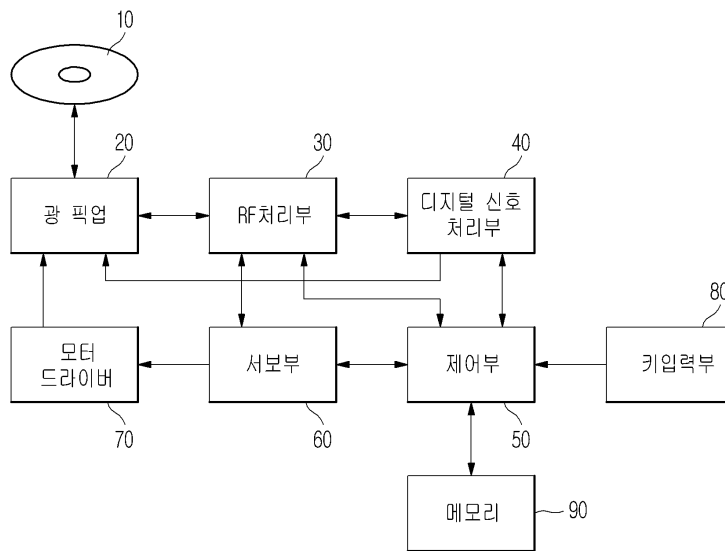 10
20
30
40
광 픽업
RF처리부
디지털 신호
처리부
80
모터
드라이버
서보부
제어부
키입력부
70
60
50
메모리
90